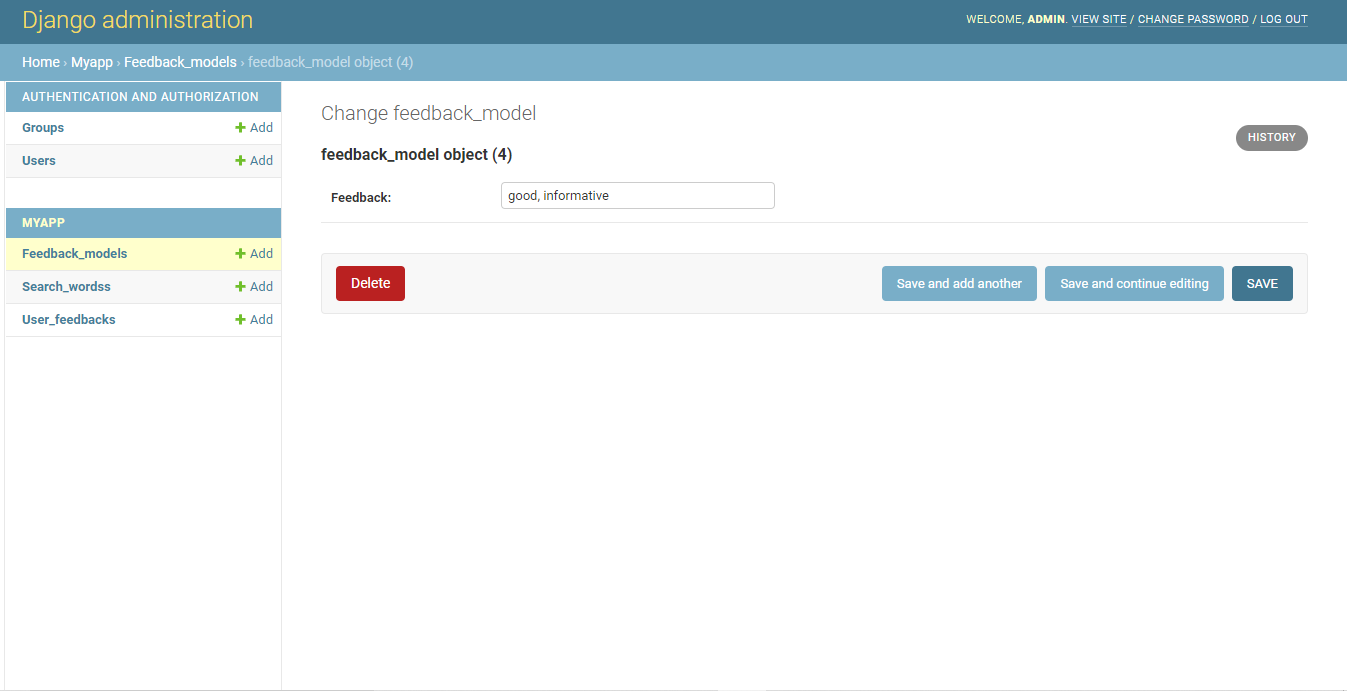 Django administration
WELCOME, ADMIN. VIEW SITE / CHANGE PASSWORD / LOG OUT
Home › Myapp › Feedback_models › feedback_model object (4)
AUTHENTICATION AND AUTHORIZATION
Groups + Add
Users + Add
MYAPP
Feedback_models + Add
Search_wordss + Add
User_feedbacks + Add
Change feedback_model
HISTORY
feedback_model object (4)
Feedback: good, informative
Delete Save and add another Save and continue editing SAVE